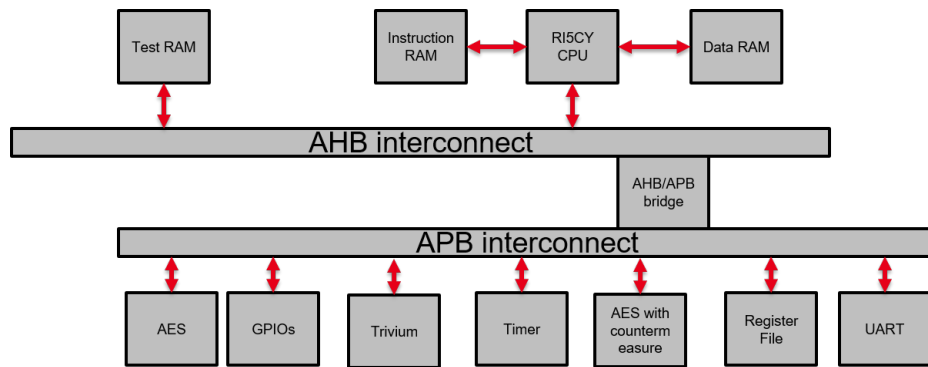 Test RAM
Instruction
RAM
RI5CY
CPU
Data RAM
AHB interconnect
AHB/APB
bridge
APB interconnect
AES
GPIOs
Trivium
Timer
AES with
counterm
easure
Register
File
UART